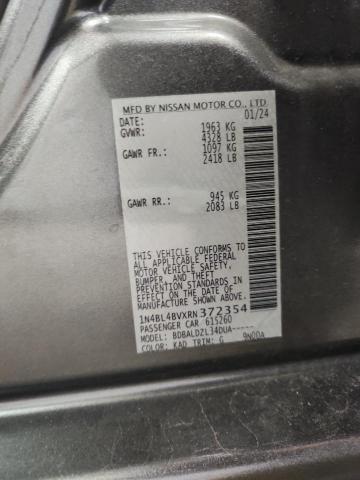 MFD BY NISSAN MOTOR CO., LTD.
DATE: 01/24
GVWR: 1963 KG
4328 LB
GAWR FR.: 1097 KG
2418 LB
GAWR RR.: 945 KG
2083 LB
THIS VEHICLE CONFORMS TO
ALL APPLICABLE FEDERAL
MOTOR VEHICLE SAFETY,
BUMPER, AND THEFT
PREVENTION STANDARDS
IN EFFECT ON THE DATE OF
MANUFACTURE SHOWN ABOVE.
1N4BL4BVXRN372354
PASSENGER CAR 615260
MODEL: BDBALDZL34DUA-----
COLOR: KAD TRIM: G 9N00A